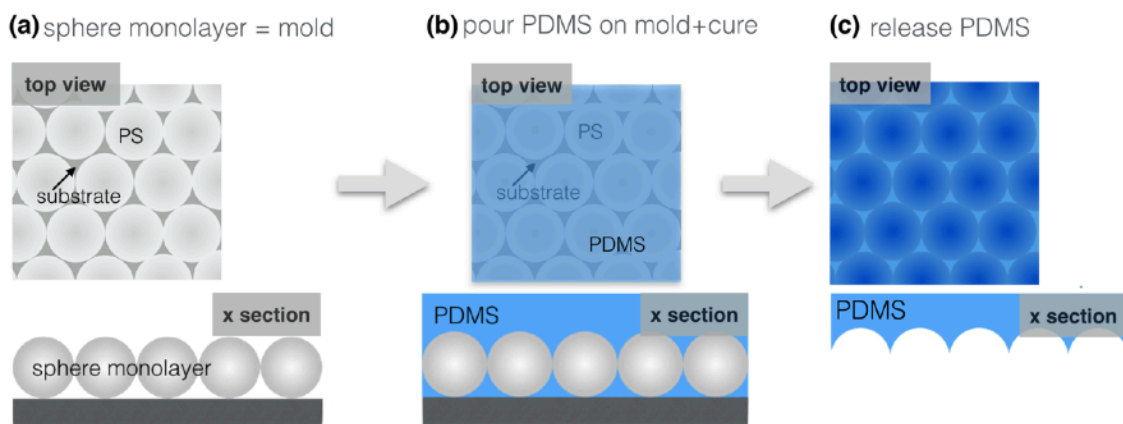 (a) sphere monolayer = mold
(b) pour PDMS on mold+cure
(c) release PDMS
top view
PS
substrate
top view
PS
substrate
PDMS
top view
x section
sphere monolayer
PDMS
x section
PDMS
x section